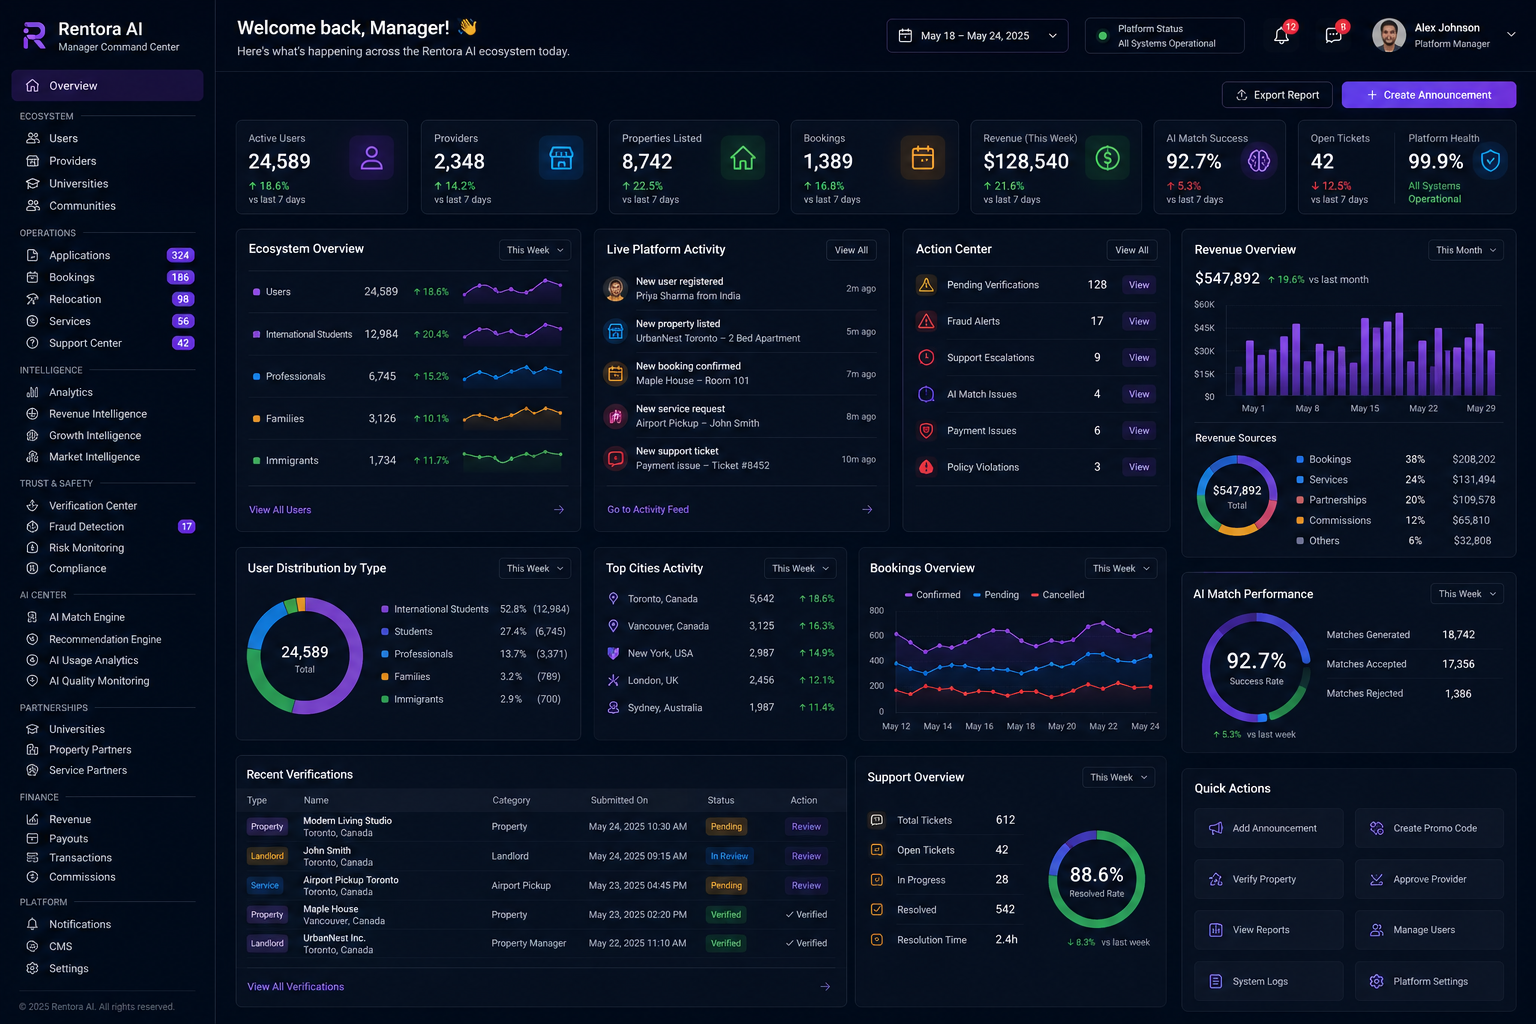 Rentora AI
Manager Command Center
Overview
ECOSYSTEM
Users
Providers
Universities
Communities
OPERATIONS
Applications 324
Bookings 186
Relocation 98
Services 56
Support Center 42
INTELLIGENCE
Analytics
Revenue Intelligence
Growth Intelligence
Market Intelligence
TRUST & SAFETY
Verification Center
Fraud Detection 17
Risk Monitoring
Compliance
AI CENTER
AI Match Engine
Recommendation Engine
AI Usage Analytics
AI Quality Monitoring
PARTNERSHIPS
Universities
Property Partners
Service Partners
FINANCE
Revenue
Payouts
Transactions
Commissions
PLATFORM
Notifications
CMS
Settings
© 2025 Rentora AI. All rights reserved.
Welcome back, Manager! 👋
Here's what's happening across the Rentora AI ecosystem today.
May 18 – May 24, 2025
Platform Status
All Systems Operational
12
8
Alex Johnson
Platform Manager
Export Report
+ Create Announcement
Active Users
24,589
↑ 18.6%
vs last 7 days
Providers
2,348
↑ 14.2%
vs last 7 days
Properties Listed
8,742
↑ 22.5%
vs last 7 days
Bookings
1,389
↑ 16.8%
vs last 7 days
Revenue (This Week)
$128,540
↑ 21.6%
vs last 7 days
AI Match Success
92.7%
↑ 5.3%
vs last 7 days
Open Tickets
42
↓ 12.5%
vs last 7 days
Platform Health
99.9%
All Systems
Operational
Ecosystem Overview This Week
Users 24,589 ↑ 18.6%
International Students 12,984 ↑ 20.4%
Professionals 6,745 ↑ 15.2%
Families 3,126 ↑ 10.1%
Immigrants 1,734 ↑ 11.7%
View All Users →
Live Platform Activity View All
New user registered
Priya Sharma from India 2m ago
New property listed
UrbanNest Toronto – 2 Bed Apartment 5m ago
New booking confirmed
Maple House – Room 101 7m ago
New service request
Airport Pickup – John Smith 8m ago
New support ticket
Payment issue – Ticket #8452 10m ago
Go to Activity Feed →
Action Center View All
Pending Verifications 128 View
Fraud Alerts 17 View
Support Escalations 9 View
AI Match Issues 4 View
Payment Issues 6 View
Policy Violations 3 View
Revenue Overview This Month
$547,892 ↑ 19.6% vs last month
$60K
$45K
$30K
$15K
$0
May 1 May 8 May 15 May 22 May 29
Revenue Sources
$547,892
Total
Bookings 38% $208,202
Services 24% $131,494
Partnerships 20% $109,578
Commissions 12% $65,810
Others 6% $32,808
User Distribution by Type This Week
24,589
Total
International Students 52.8% (12,984)
Students 27.4% (6,745)
Professionals 13.7% (3,371)
Families 3.2% (789)
Immigrants 2.9% (700)
Top Cities Activity This Week
Toronto, Canada 5,642 ↑ 18.6%
Vancouver, Canada 3,125 ↑ 16.3%
New York, USA 2,987 ↑ 14.9%
London, UK 2,456 ↑ 12.1%
Sydney, Australia 1,987 ↑ 11.4%
Bookings Overview This Week
Confirmed Pending Cancelled
800
600
400
200
0
May 12 May 14 May 16 May 18 May 20 May 22 May 24
AI Match Performance This Week
92.7%
Success Rate
↑ 5.3% vs last week
Matches Generated 18,742
Matches Accepted 17,356
Matches Rejected 1,386
Recent Verifications
Type Name Category Submitted On Status Action
Property Modern Living Studio
Toronto, Canada Property May 24, 2025 10:30 AM Pending Review
Landlord John Smith
Toronto, Canada Landlord May 24, 2025 09:15 AM In Review Review
Service Airport Pickup Toronto
Toronto, Canada Airport Pickup May 23, 2025 04:45 PM Pending Review
Property Maple House
Vancouver, Canada Property May 23, 2025 02:20 PM Verified ✓ Verified
Landlord UrbanNest Inc.
Toronto, Canada Property Manager May 22, 2025 11:10 AM Verified ✓ Verified
View All Verifications →
Support Overview This Week
Total Tickets 612
Open Tickets 42
In Progress 28
Resolved 542
Resolution Time 2.4h
88.6%
Resolved Rate
↓ 8.3% vs last week
Quick Actions
Add Announcement
Create Promo Code
Verify Property
Approve Provider
View Reports
Manage Users
System Logs
Platform Settings